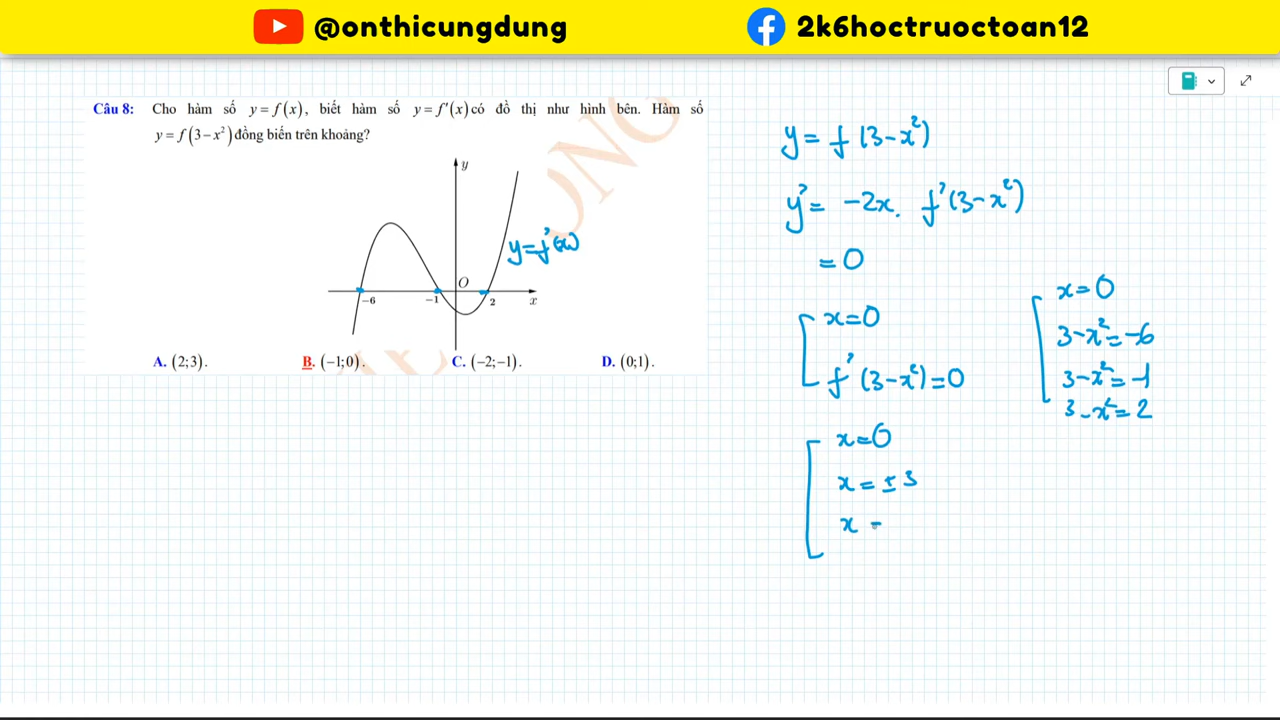 @onthicungdung
2k6hoctructoan12
Câu 8: Cho hàm số y = f(x), biết hàm số y = f'(x) có đồ thị như hình bên. Hàm số
y = f(3 − x²) đồng biến trên khoảng?
y
y = f'(x)
O
−6
−1
2
x
A. (2;3).
B. (−1;0).
C. (−2;−1).
D. (0;1).
y = f(3 − x²)
y' = −2x. f'(3 − x²)
= 0
x = 0
f'(3 − x²) = 0
x = 0
3 − x² = −6
3 − x² = −1
3 − x² = 2
x = 0
x = ± 3
x −